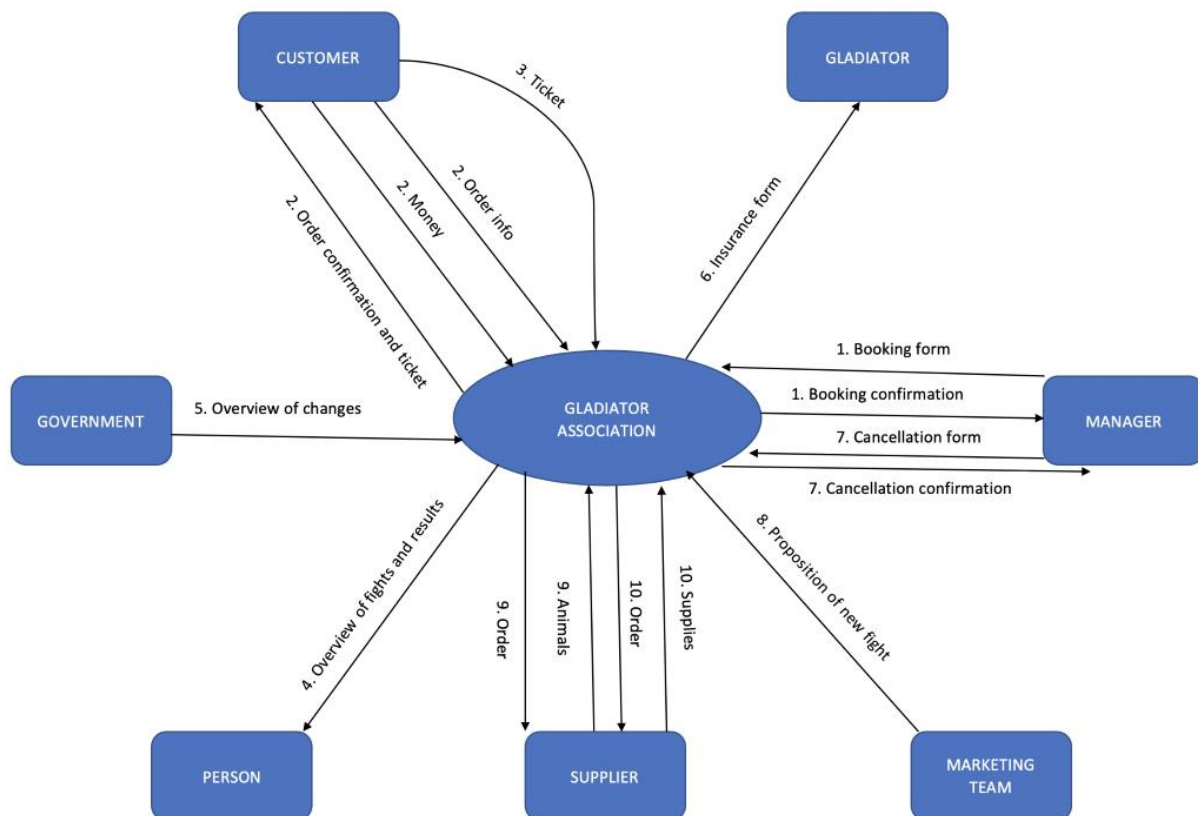 CUSTOMER
GLADIATOR
3. Ticket
2. Order info
2. Money
2. Order confirmation and ticket
6. Insurance form
1. Booking form
GOVERNMENT
5. Overview of changes
GLADIATOR
ASSOCIATION
1. Booking confirmation
MANAGER
7. Cancellation form
7. Cancellation confirmation
4. Overview of fights and results
9. Order
9. Animals
10. Order
10. Supplies
8. Proposition of new fight
PERSON
SUPPLIER
MARKETING
TEAM